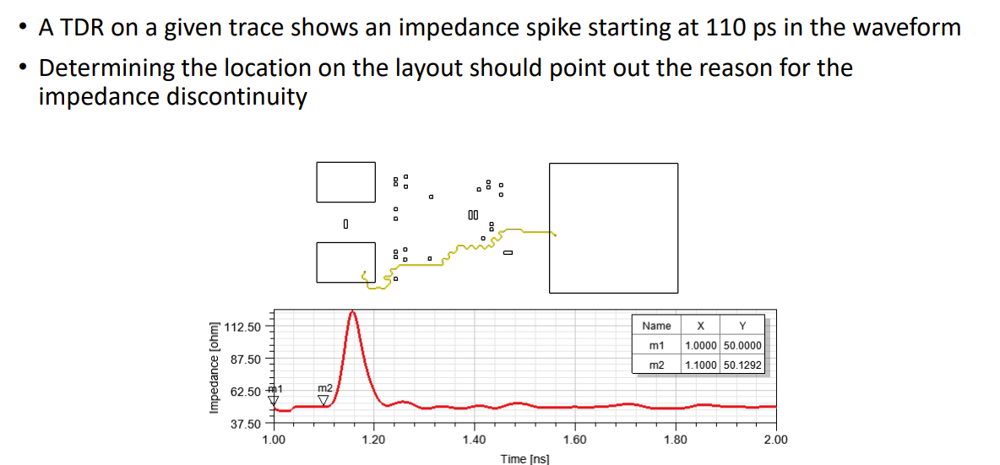 • A TDR on a given trace shows an impedance spike starting at 110 ps in the waveform
• Determining the location on the layout should point out the reason for the
impedance discontinuity
Name X Y
m1 1.0000 50.0000
m2 1.1000 50.1292
Impedance [ohm]
112.50
87.50
62.50
37.50
m1
m2
1.00 1.20 1.40 1.60 1.80 2.00
Time [ns]